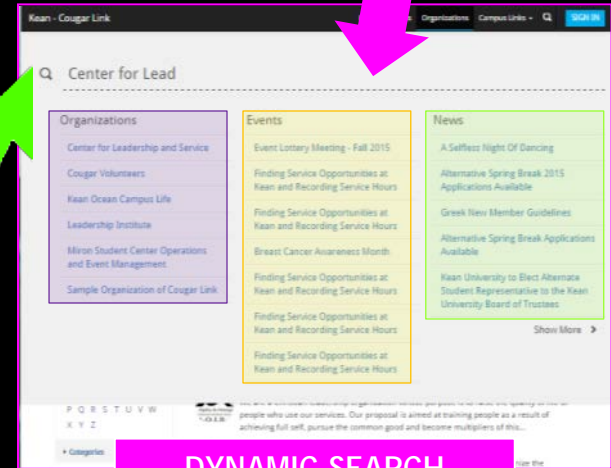 Kean - Cougar Link
Organizations Campus Links SIGN IN
Center for Lead
Organizations
Center for Leadership and Service
Cougar Volunteers
Kean Ocean Campus Life
Leadership Institute
Miron Student Center Operations
and Event Management
Sample Organization of Cougar Link
Events
Event Lottery Meeting - Fall 2015
Finding Service Opportunities at
Kean and Recording Service Hours
Finding Service Opportunities at
Kean and Recording Service Hours
Breast Cancer Awareness Month
Finding Service Opportunities at
Kean and Recording Service Hours
Finding Service Opportunities at
Kean and Recording Service Hours
Finding Service Opportunities at
Kean and Recording Service Hours
News
A Selfless Night Of Dancing
Alternative Spring Break 2015
Applications Available
Greek New Member Guidelines
Alternative Spring Break Applications
Available
Kean University to Elect Alternate
Student Representative to the Kean
University Board of Trustees
Show More >
P Q R S T U V W
X Y Z
Categories
people who use our services. Our proposal is aimed at training people as a result of
achieving full self, pursue the common good and become multipliers of this...
DYNAMIC SEARCH